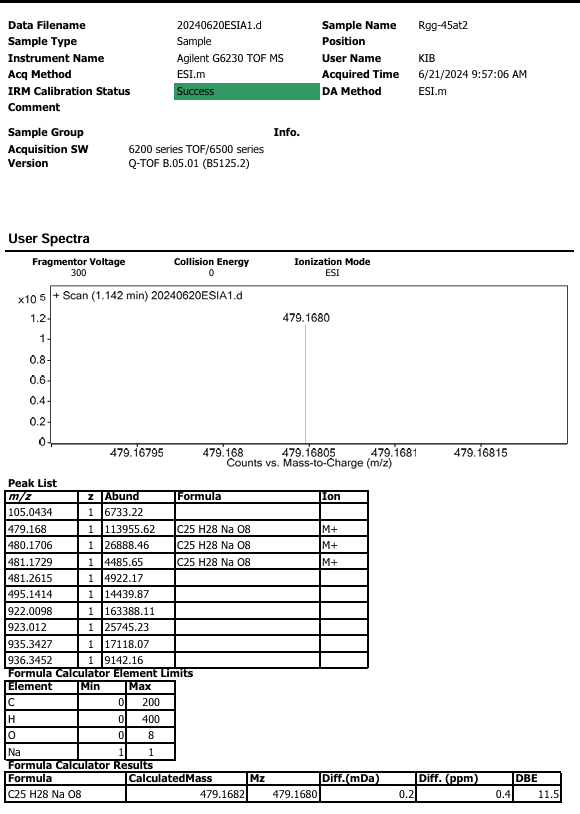 Data Filename 20240620ESIA1.d Sample Name Rgg-45at2
Sample Type Sample Position
Instrument Name Agilent G6230 TOF MS User Name KIB
Acq Method ESI.m Acquired Time 6/21/2024 9:57:06 AM
IRM Calibration Status Success DA Method ESI.m
Comment
Sample Group Info.
Acquisition SW 6200 series TOF/6500 series
Version Q-TOF B.05.01 (B5125.2)
User Spectra
Fragmentor Voltage Collision Energy Ionization Mode
300 0 ESI
x10 5 + Scan (1.142 min) 20240620ESIA1.d
479.1680
1.2
1
0.8
0.6
0.4
0.2
0
479.16795 479.168 479.16805 479.1681 479.16815
Counts vs. Mass-to-Charge (m/z)
Peak List
m/z z Abund Formula Ion
105.0434 1 6733.22
479.168 1 113955.62 C25 H28 Na O8 M+
480.1706 1 26888.46 C25 H28 Na O8 M+
481.1729 1 4485.65 C25 H28 Na O8 M+
481.2615 1 4922.17
495.1414 1 14439.87
922.0098 1 163388.11
923.012 1 25745.23
935.3427 1 17118.07
936.3452 1 9142.16
Formula Calculator Element Limits
Element Min Max
C 0 200
H 0 400
O 0 8
Na 1 1
Formula Calculator Results
Formula CalculatedMass Mz Diff.(mDa) Diff. (ppm) DBE
C25 H28 Na O8 479.1682 479.1680 0.2 0.4 11.5